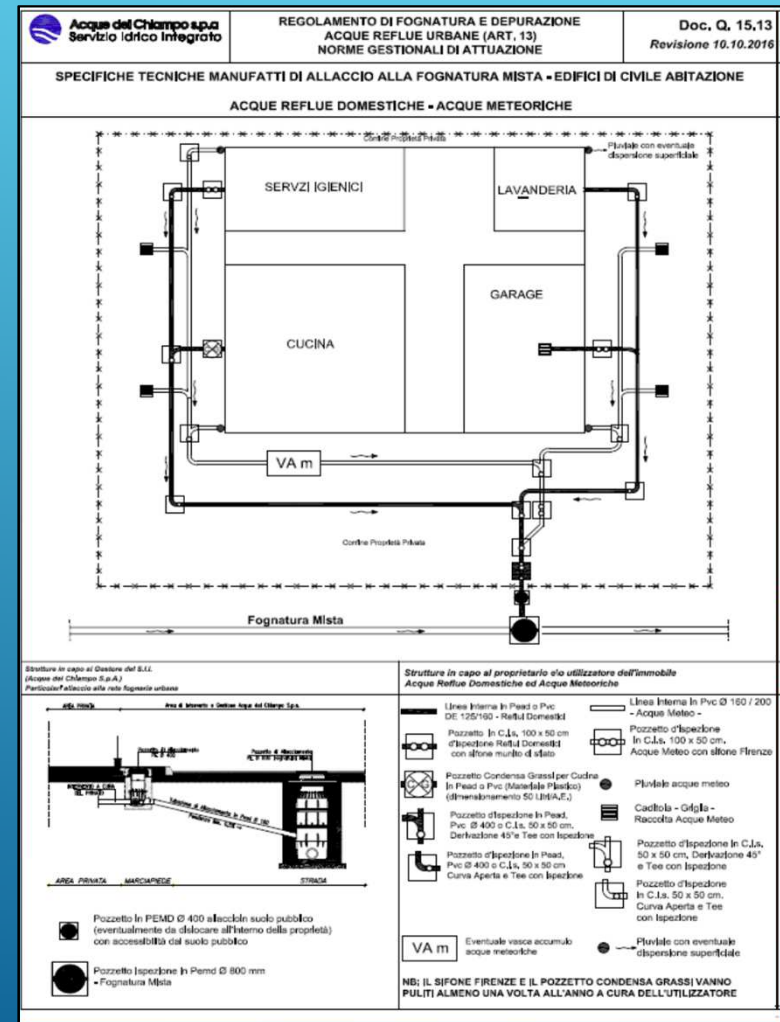 Acque del Chiampo s.p.a
Servizio Idrico Integrato
REGOLAMENTO DI FOGNATURA E DEPURAZIONE
ACQUE REFLUE URBANE (ART. 13)
NORME GESTIONALI DI ATTUAZIONE
Doc. Q. 15.13
Revisione 10.10.2016
SPECIFICHE TECNICHE MANUFATTI DI ALLACCIO ALLA FOGNATURA MISTA - EDIFICI DI CIVILE ABITAZIONE
ACQUE REFLUE DOMESTICHE - ACQUE METEORICHE
Confine Proprietà Privata
Pluviale con eventuale
dispersione superficiale
SERVZI IGIENICI
LAVANDERIA
GARAGE
CUCINA
VA m
Confine Proprietà Privata
Fognatura Mista
Strutture in capo al Gestore del S.I.I.
(Acque del Chiampo S.p.A.)
Particolari allaccio alla rete fognaria urbana
AREA PRIVATA
Area di Intervento e Gestione Acque del Chiampo S.p.a.
AREA PRIVATA
MARCIAPIEDE
STRADA
Pozzetto in PEMD Ø 400 allaccioin suolo pubblico
(eventualmente da dislocare all'interno della proprietà)
con accessibilità dal suolo pubblico
Pozzetto Ispezione in Pemd Ø 800 mm
- Fognatura Mista
Strutture in capo al proprietario e\o utilizzatore dell'immobile
Acque Reflue Domestiche ed Acque Meteoriche
Linea Interna in Pead o Pvc
DE 125/160 - Reflui Domestici
Pozzetto in C.l.s. 100 x 50 cm
d'ispezione Reflui Domestici
con sifone munito di sfiato
Pozzetto Condensa Grassi per Cucina
In Pead o Pvc (Materiale Plastico)
(dimensionamento 50 Litri/A.E.)
Pozzetto d'Ispezione in Pead,
Pvc Ø 400 o C.l.s. 50 x 50 cm.
Derivazione 45°e Tee con Ispezione
Pozzetto d'Ispezione in Pead,
Pvc Ø 400 o C.l.s. 50 x 50 cm
Curva Aperta e Tee con Ispezione
VA m
Eventuale vasca accumulo
acque meteoriche
Linea Interna in Pvc Ø 160 / 200
- Acque Meteo -
Pozzetto d'Ispezione
In C.l.s. 100 x 50 cm.
Acque Meteo con sifone Firenze
Pluviale acque meteo
Caditoia - Griglia -
Raccolta Acque Meteo
Pozzetto d'Ispezione in C.l.s.
50 x 50 cm, Derivazione 45°
e Tee con Ispezione
Pozzetto d'Ispezione
In C.l.s. 50 x 50 cm.
Curva Aperta e Tee
con Ispezione
Pluviale con eventuale
dispersione superficiale
NB: IL SIFONE FIRENZE E IL POZZETTO CONDENSA GRASSI VANNO
PULITI ALMENO UNA VOLTA ALL'ANNO A CURA DELL'UTILIZZATORE